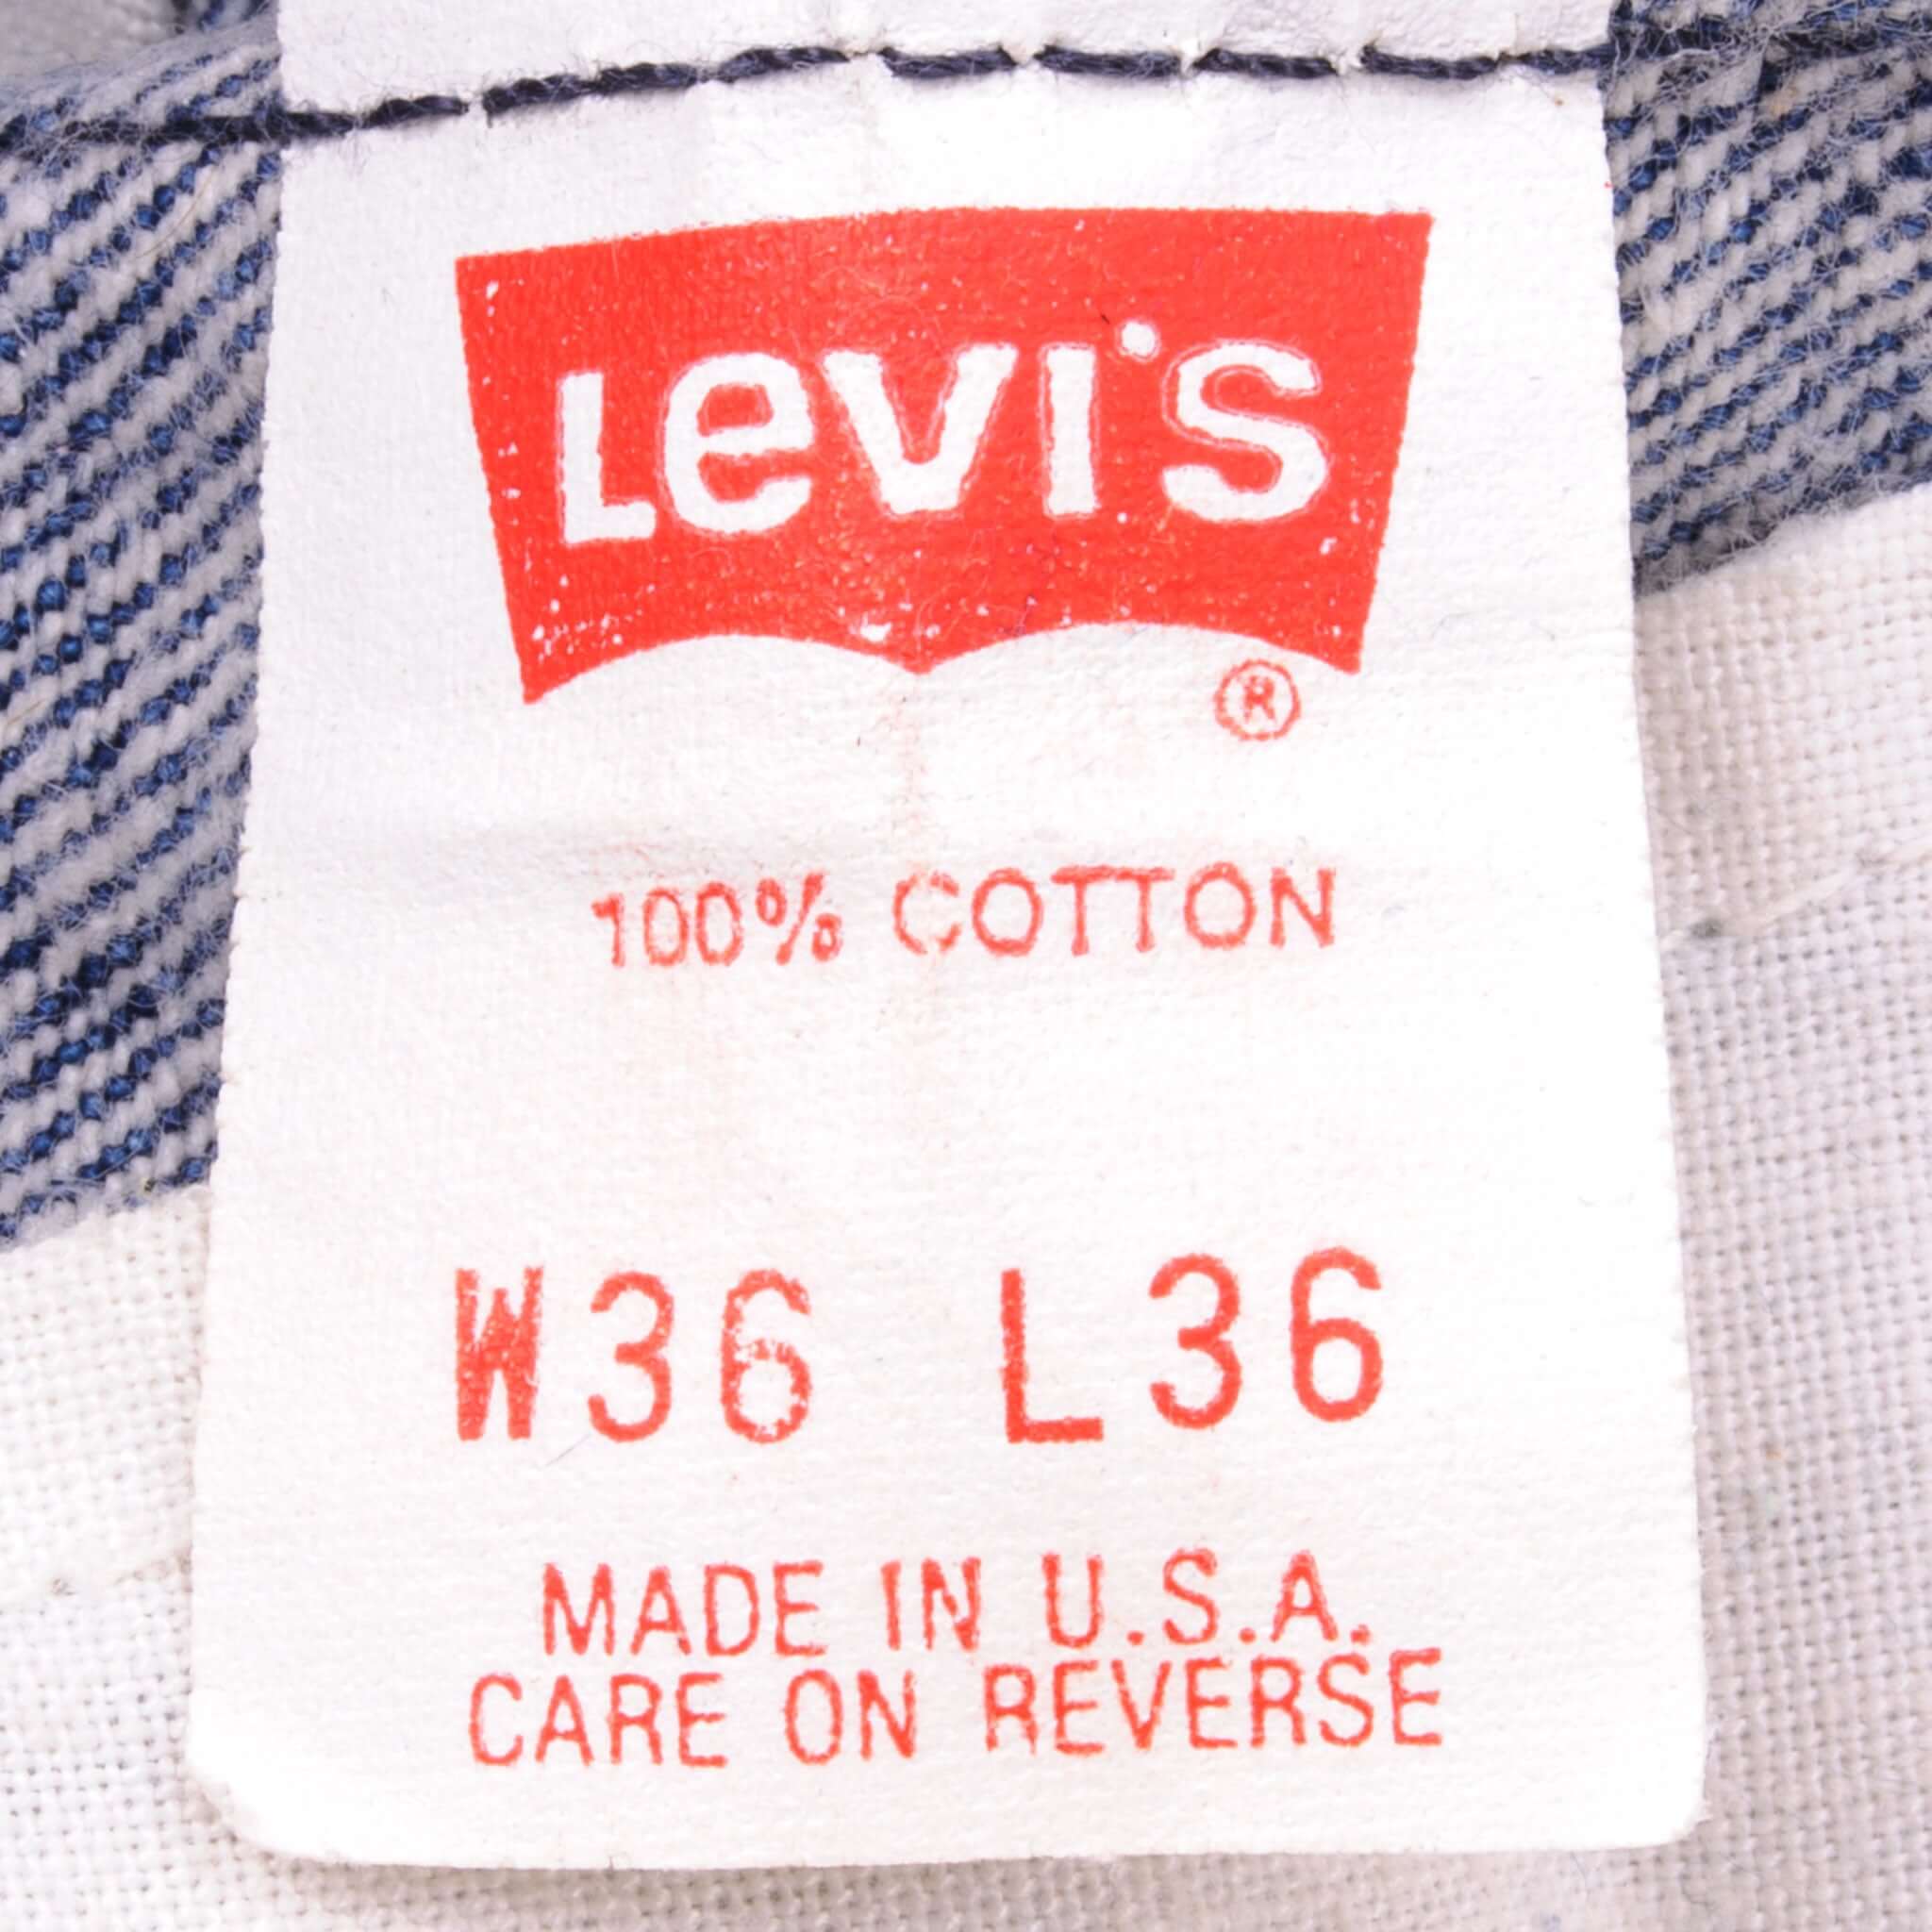 Levi's
®
100% COTTON
W36 L36
MADE IN U.S.A.
CARE ON REVERSE